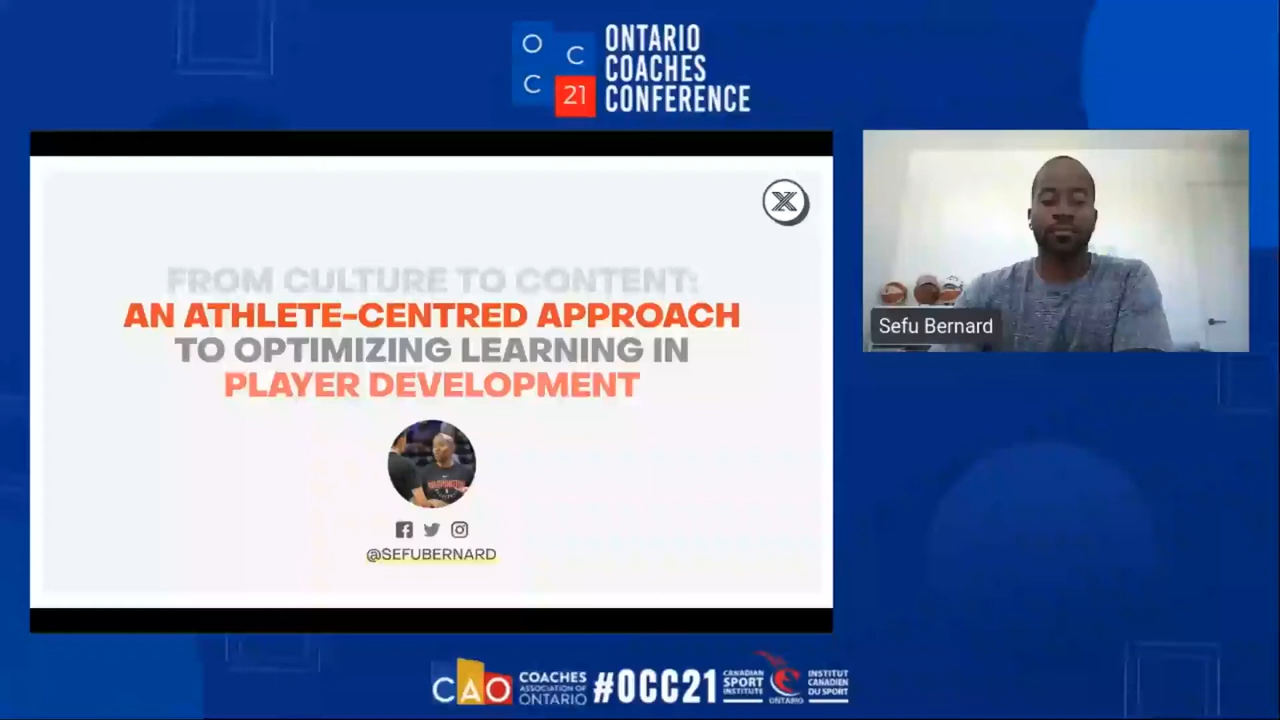 O
C
C
21
ONTARIO
COACHES
CONFERENCE
FROM CULTURE TO CONTENT:
AN ATHLETE-CENTRED APPROACH
TO OPTIMIZING LEARNING IN
PLAYER DEVELOPMENT
WASHINGTON
@SEFUBERNARD
Sefu Bernard
CAO
COACHES
ASSOCIATION OF
ONTARIO
#OCC21
CANADIAN
SPORT
INSTITUTE
ONTARIO
INSTITUT
CANADIEN
DU SPORT